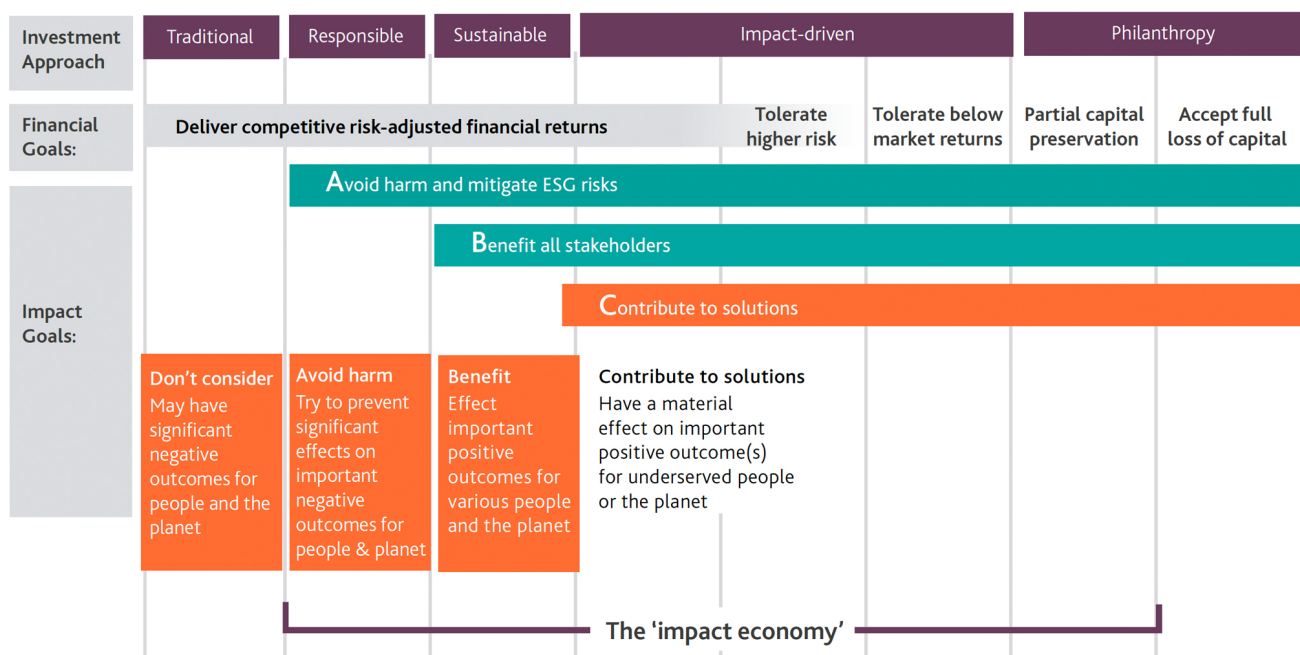 Investment
Approach
Traditional
Responsible
Sustainable
Impact-driven
Philanthropy
Financial
Goals:
Deliver competitive risk-adjusted financial returns
Tolerate
higher risk
Tolerate below
market returns
Partial capital
preservation
Accept full
loss of capital
Impact
Goals:
Avoid harm and mitigate ESG risks
Benefit all stakeholders
Contribute to solutions
Don't consider
May have
significant
negative
outcomes for
people and the
planet
Avoid harm
Try to prevent
significant
effects on
important
negative
outcomes for
people & planet
Benefit
Effect
important
positive
outcomes for
various people
and the planet
Contribute to solutions
Have a material
effect on important
positive outcome(s)
for underserved people
or the planet
The ‘impact economy’